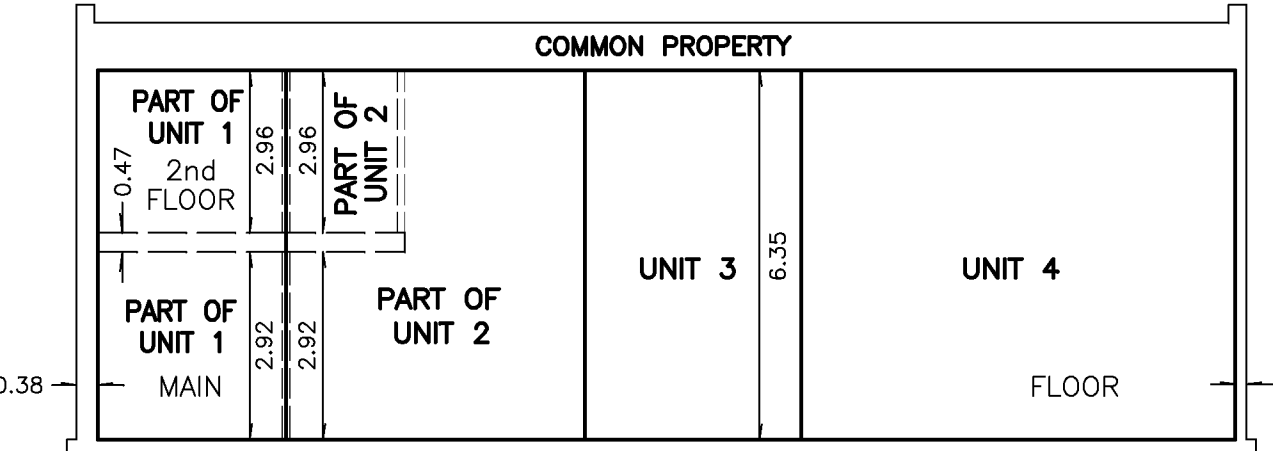 COMMON PROPERTY
PART OF
UNIT 1
2nd
FLOOR
0.47
2.96
2.96
PART OF
UNIT 2
PART OF
UNIT 1
MAIN
2.92
2.92
PART OF
UNIT 2
UNIT 3
6.35
UNIT 4
FLOOR
0.38